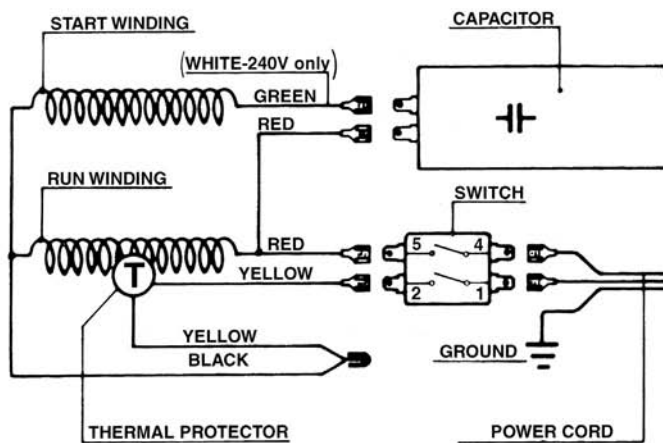 START WINDING
CAPACITOR
(WHITE-240V only)
GREEN
RED
RUN WINDING
SWITCH
RED
5 4
T
YELLOW
2 1
YELLOW
BLACK
GROUND
THERMAL PROTECTOR
POWER CORD